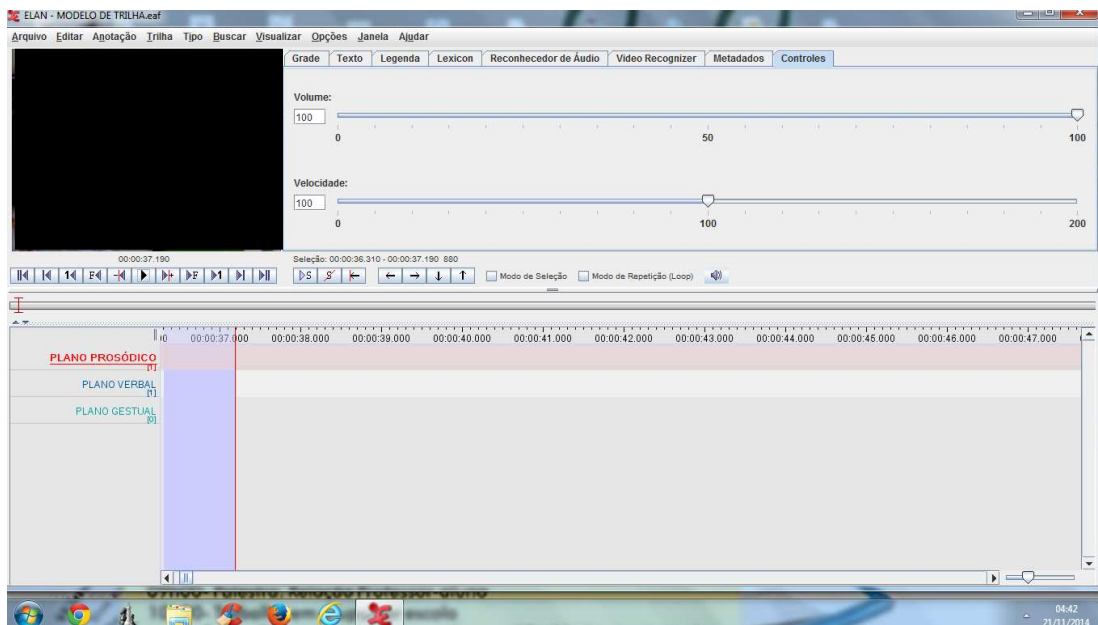 ELAN - MODELO DE TRILHA.eaf
Arquivo Editar Anotação Trilha Tipo Buscar Visualizar Opções Janela Ajudar
Grade Texto Legenda Lexicon Reconhecedor de Áudio Video Recognizer Metadados Controles
Volume:
100
0 50 100
Velocidade:
100
0 100 200
00:00:37.190
Seleção: 00:00:36.310 - 00:00:37.190 880
Modo de Seleção Modo de Repetição (Loop)
00:00:37.000 00:00:38.000 00:00:39.000 00:00:40.000 00:00:41.000 00:00:42.000 00:00:43.000 00:00:44.000 00:00:45.000 00:00:46.000 00:00:47.000
PLANO PROSÓDICO
[1]
PLANO VERBAL
[1]
PLANO GESTUAL
[0]
04:42
21/11/2014